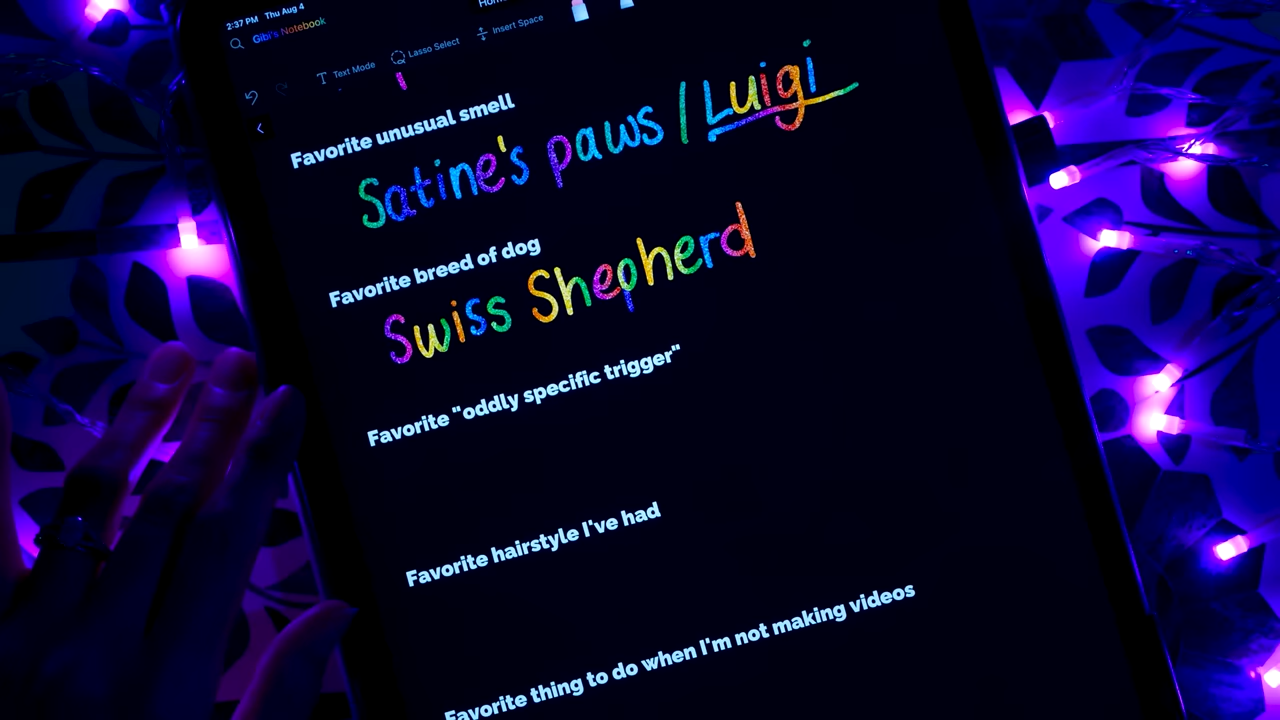 2:37 PM Thu Aug 4
Gibi's Notebook
Text Mode
Lasso Select
Insert Space
Favorite unusual smell
Satine's paws / Luigi
Favorite breed of dog
Swiss Shepherd
Favorite "oddly specific trigger"
Favorite hairstyle I've had
Favorite thing to do when I'm not making videos